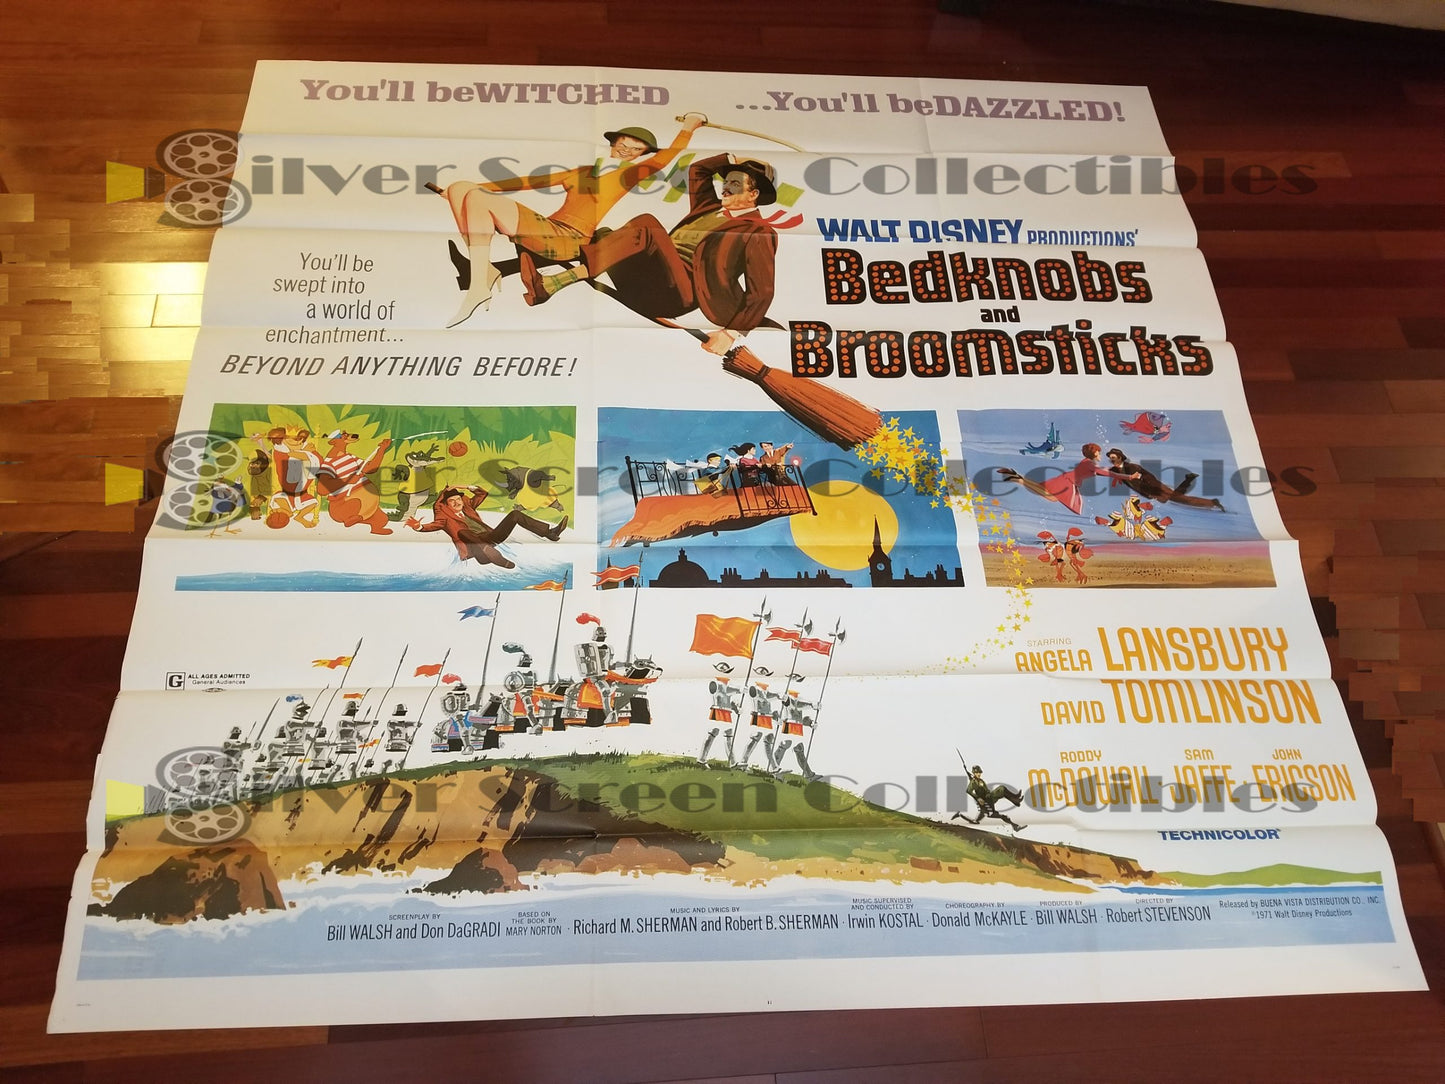 You'll beWITCHED ...You'll beDAZZLED!
Silver Screen Collectibles
WALT DISNEY PRODUCTIONS'
Bedknobs
and
Broomsticks
You'll be
swept into
a world of
enchantment...
BEYOND ANYTHING BEFORE!
Silver Screen Collectibles
STARRING
ANGELA LANSBURY
DAVID TOMLINSON
G ALL AGES ADMITTED
General Audiences
RODDY McDOWALL SAM JAFFE JOHN ERICSON
Silver Screen Collectibles
TECHNICOLOR®
SCREENPLAY BY Bill WALSH and Don DaGRADI BASED ON THE BOOK BY MARY NORTON · MUSIC AND LYRICS BY Richard M. SHERMAN and Robert B. SHERMAN · MUSIC SUPERVISED AND CONDUCTED BY Irwin KOSTAL · CHOREOGRAPHY BY Donald McKAYLE · PRODUCED BY Bill WALSH · DIRECTED BY Robert STEVENSON
Released by BUENA VISTA DISTRIBUTION CO., INC.
©1971 Walt Disney Productions